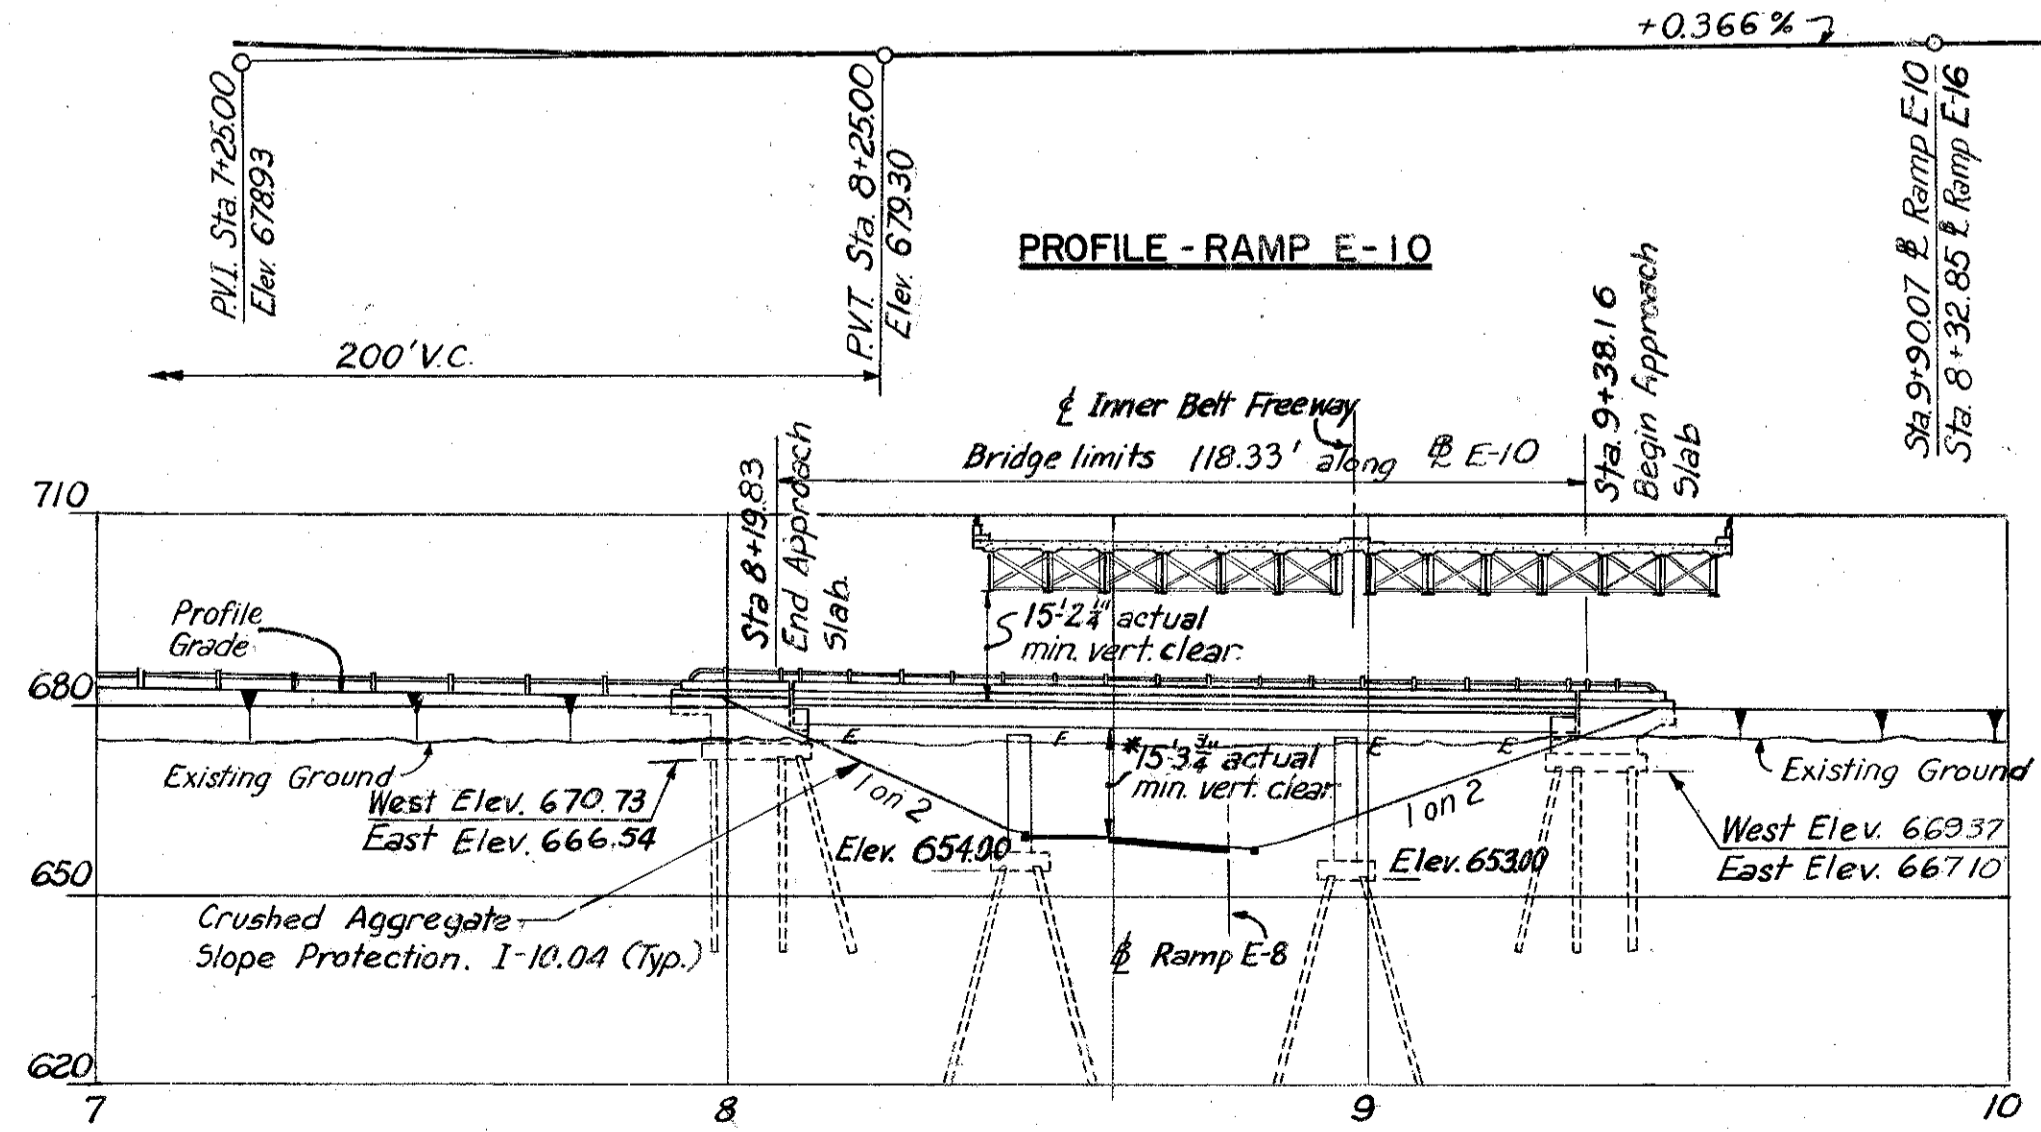 +0.366%
P.V.I. Sta. 7+25.00
Elev. 678.93
P.V.T. Sta. 8+25.00
Elev. 679.30
Sta. 9+90.07 ⅊ Ramp E-10
Sta. 8+32.85 ⅊ Ramp E-16
PROFILE - RAMP E-10
200' V.C.
Sta. 9+38.16
Begin Approach
Slab
℄ Inner Belt Freeway
Bridge limits 118.33' along ⅊ E-10
Sta 8+19.83
End Approach
Slab.
710
Profile
Grade
15'-2 1/4" actual
min. vert. clear.
680
E E E E
Existing Ground
*15'-3 3/4" actual
min. vert. clear
Existing Ground
West Elev. 670.73
East Elev. 666.54
1 on 2
1 on 2
West Elev. 669.37
East Elev. 667.10
Elev. 654.00
Elev. 653.00
650
Crushed Aggregate
Slope Protection. I-10.04 (Typ.)
Ramp E-8
620
7 8 9 10